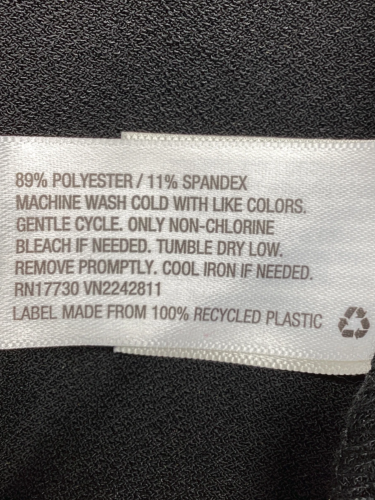 89% POLYESTER / 11% SPANDEX
MACHINE WASH COLD WITH LIKE COLORS.
GENTLE CYCLE. ONLY NON-CHLORINE
BLEACH IF NEEDED. TUMBLE DRY LOW.
REMOVE PROMPTLY. COOL IRON IF NEEDED.
RN17730 VN2242811
LABEL MADE FROM 100% RECYCLED PLASTIC